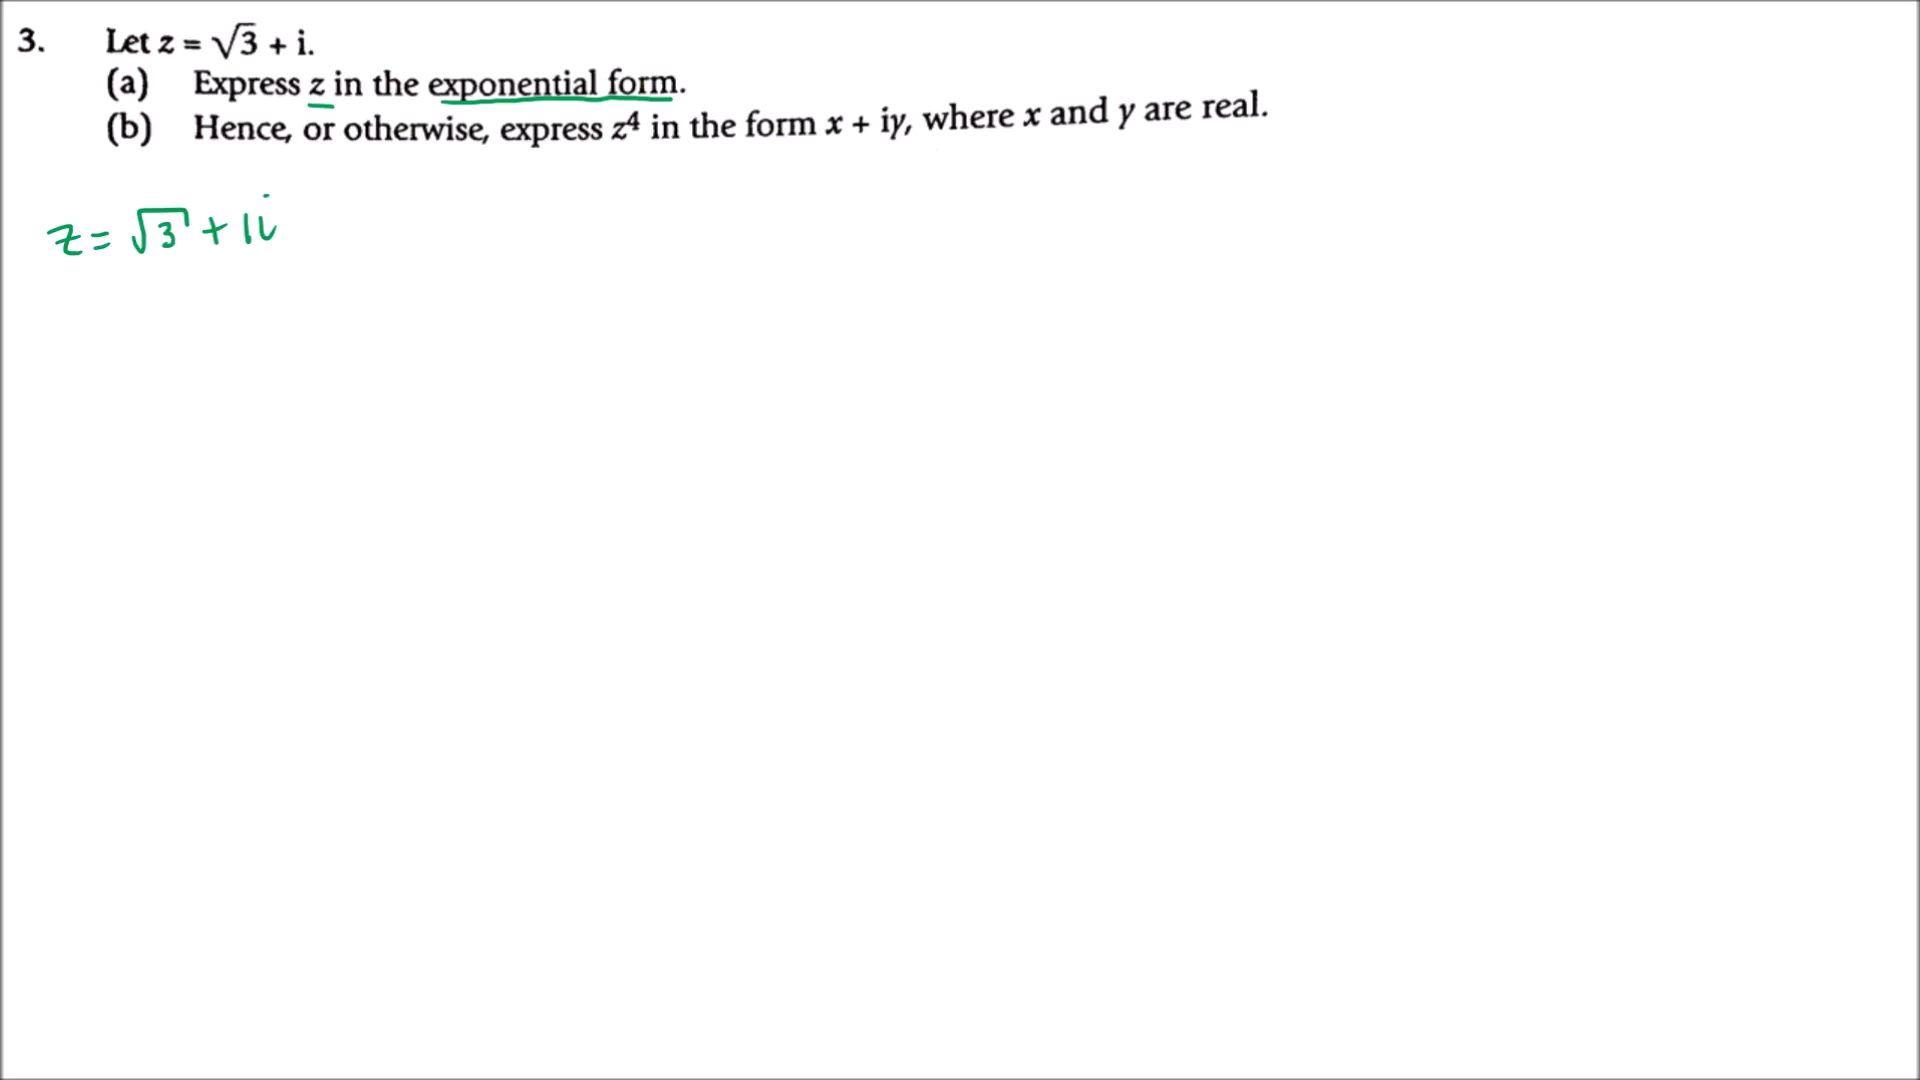 3. Let z = √3 + i.
(a) Express z in the exponential form.
(b) Hence, or otherwise, express z⁴ in the form x + iy, where x and y are real.
z = √3 + 1i